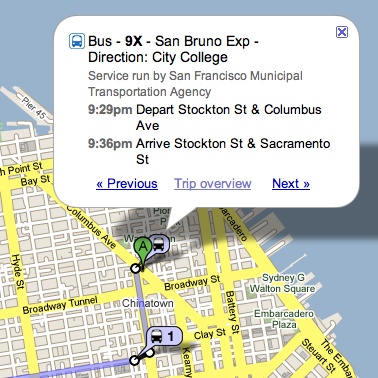 Bus - 9X - San Bruno Exp -
Direction: City College
Service run by San Francisco Municipal
Transportation Agency
9:29pm Depart Stockton St & Columbus
Ave
9:36pm Arrive Stockton St & Sacramento
St
« Previous Trip overview Next »
Pier 45
Point St
Bay St
Columbus Ave
Hyde St
A
Broadway St
Broadway Tunnel
Chinatown
Battery St
Embarcadero
Sydney G
Walton Square
Embarcadero
Plaza
Clay St
1
The Em
Steuart St